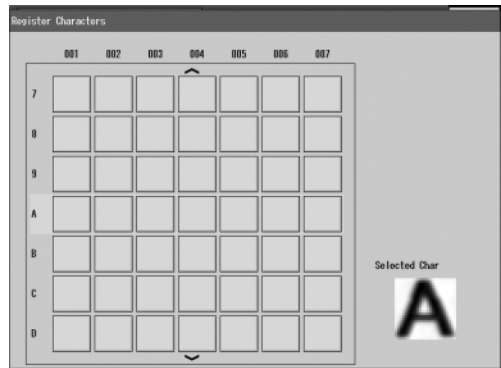 Register Characters
001 002 003 004 005 006 007
7
8
9
A
B
C
D
Selected Char
A